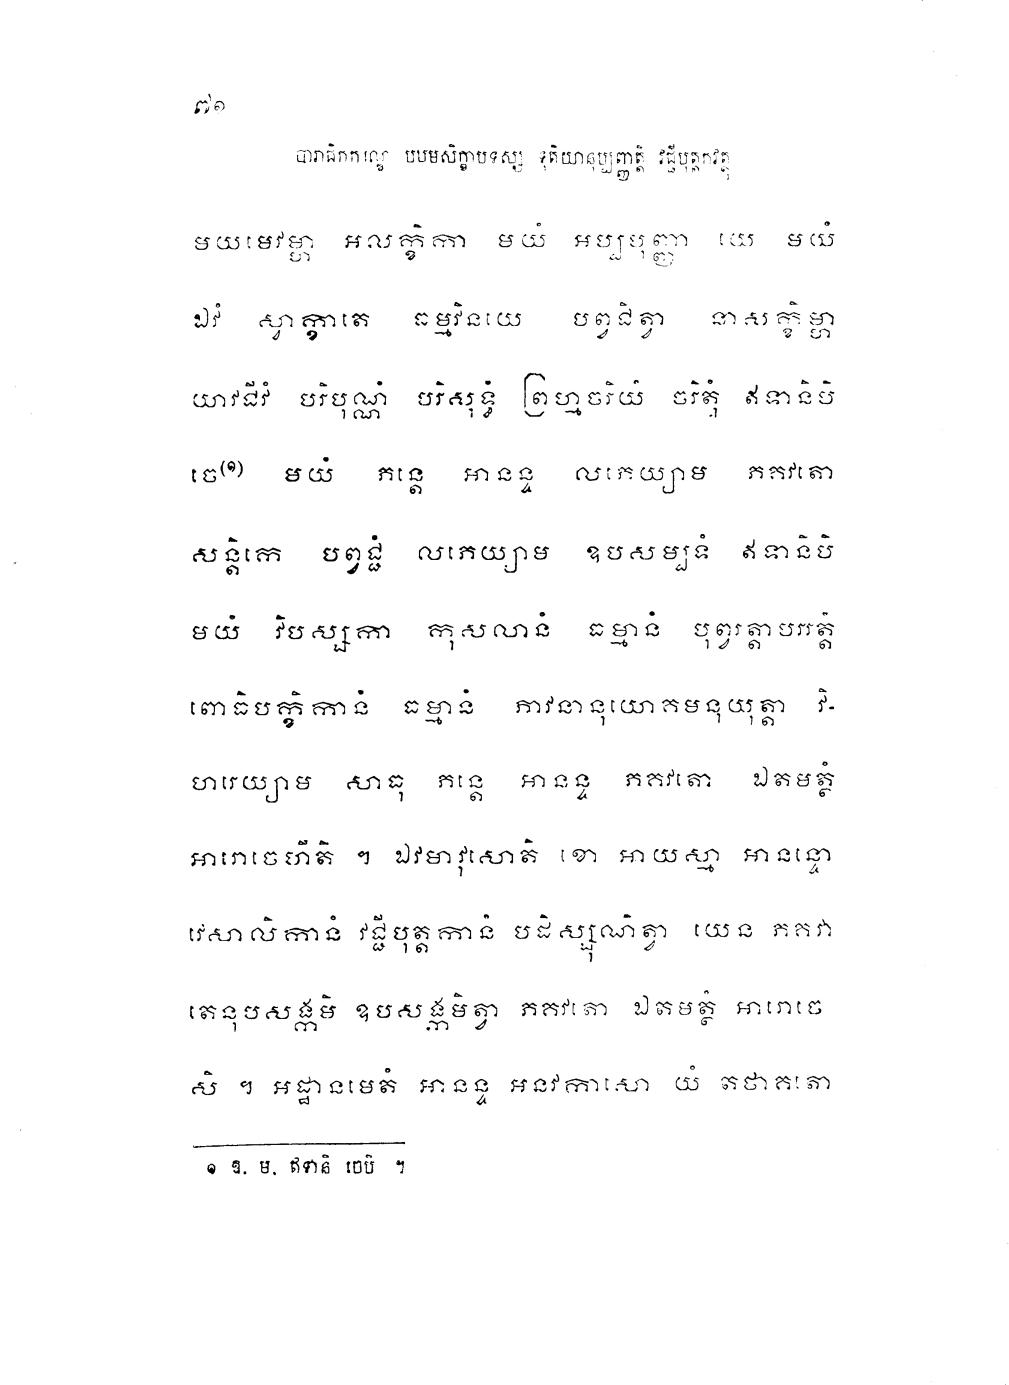 ៧១
បារាជិកកណ្ឌេ បឋមសិក្ខាបទស្ស ទុតិយានុប្បញ្ញត្តិ វជ្ជីបុត្តកវត្ថុ
មយមេវម្ហា អលក្ខិកា មយំ អប្បបុញ្ញា យេ មយំ
ឯវំ ស្វាក្ខាតេ ធម្មវិនយេ បព្វជិត្វា នាសក្ខិម្ហា
យាវជីវំ បរិបុណ្ណំ បរិសុទ្ធំ ព្រហ្មចរិយំ ចរិតុំ ឥទានិបិ
ចេ(១) មយំ ភន្តេ អានន្ទ លភេយ្យាម ភគវតោ
សន្តិកេ បព្វជ្ជំ លភេយ្យាម ឧបសម្បទំ ឥទានិបិ
មយំ វិបស្សកា កុសលានំ ធម្មានំ បុព្វរត្តាបររត្តំ
ពោធិបក្ខិកានំ ធម្មានំ ភាវនានុយោគមនុយុត្តា វិ-
ហរេយ្យាម សាធុ ភន្តេ អានន្ទ ភគវតោ ឯតមត្ថំ
អារោចេហីតិ ។ ឯវមាវុសោតិ ខោ អាយស្មា អានន្ទោ
វេសាលិកានំ វជ្ជីបុត្តកានំ បដិស្សុណិត្វា យេន ភគវា
តេនុបសង្កមិ ឧបសង្កមិត្វា ភគវតោ ឯតមត្ថំ អារោចេ
សិ ។ អដ្ឋានមេតំ អានន្ទ អនវកាសោ យំ តថាគតោ
១ ឱ. ម. ឥទានិ ចេបិ ។